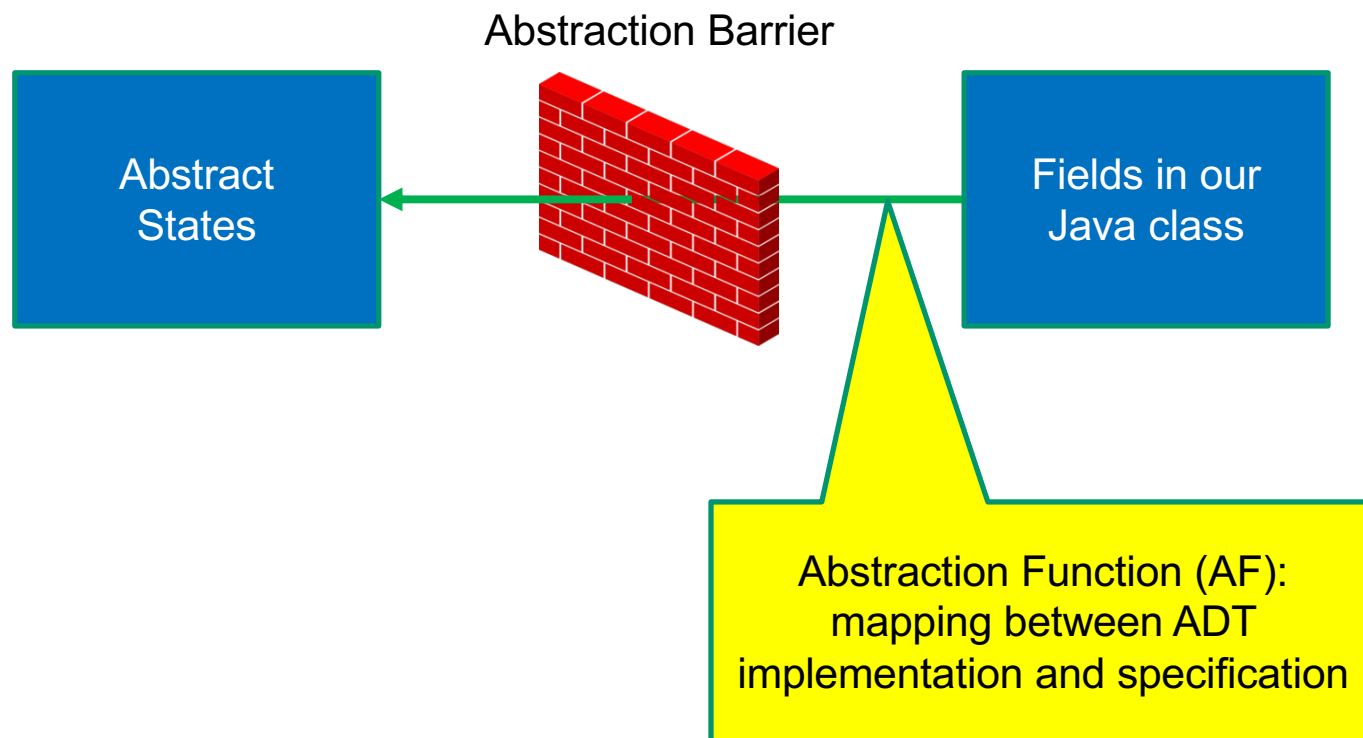 Abstraction Barrier
Abstract
States
Fields in our
Java class
Abstraction Function (AF):
mapping between ADT
implementation and specification